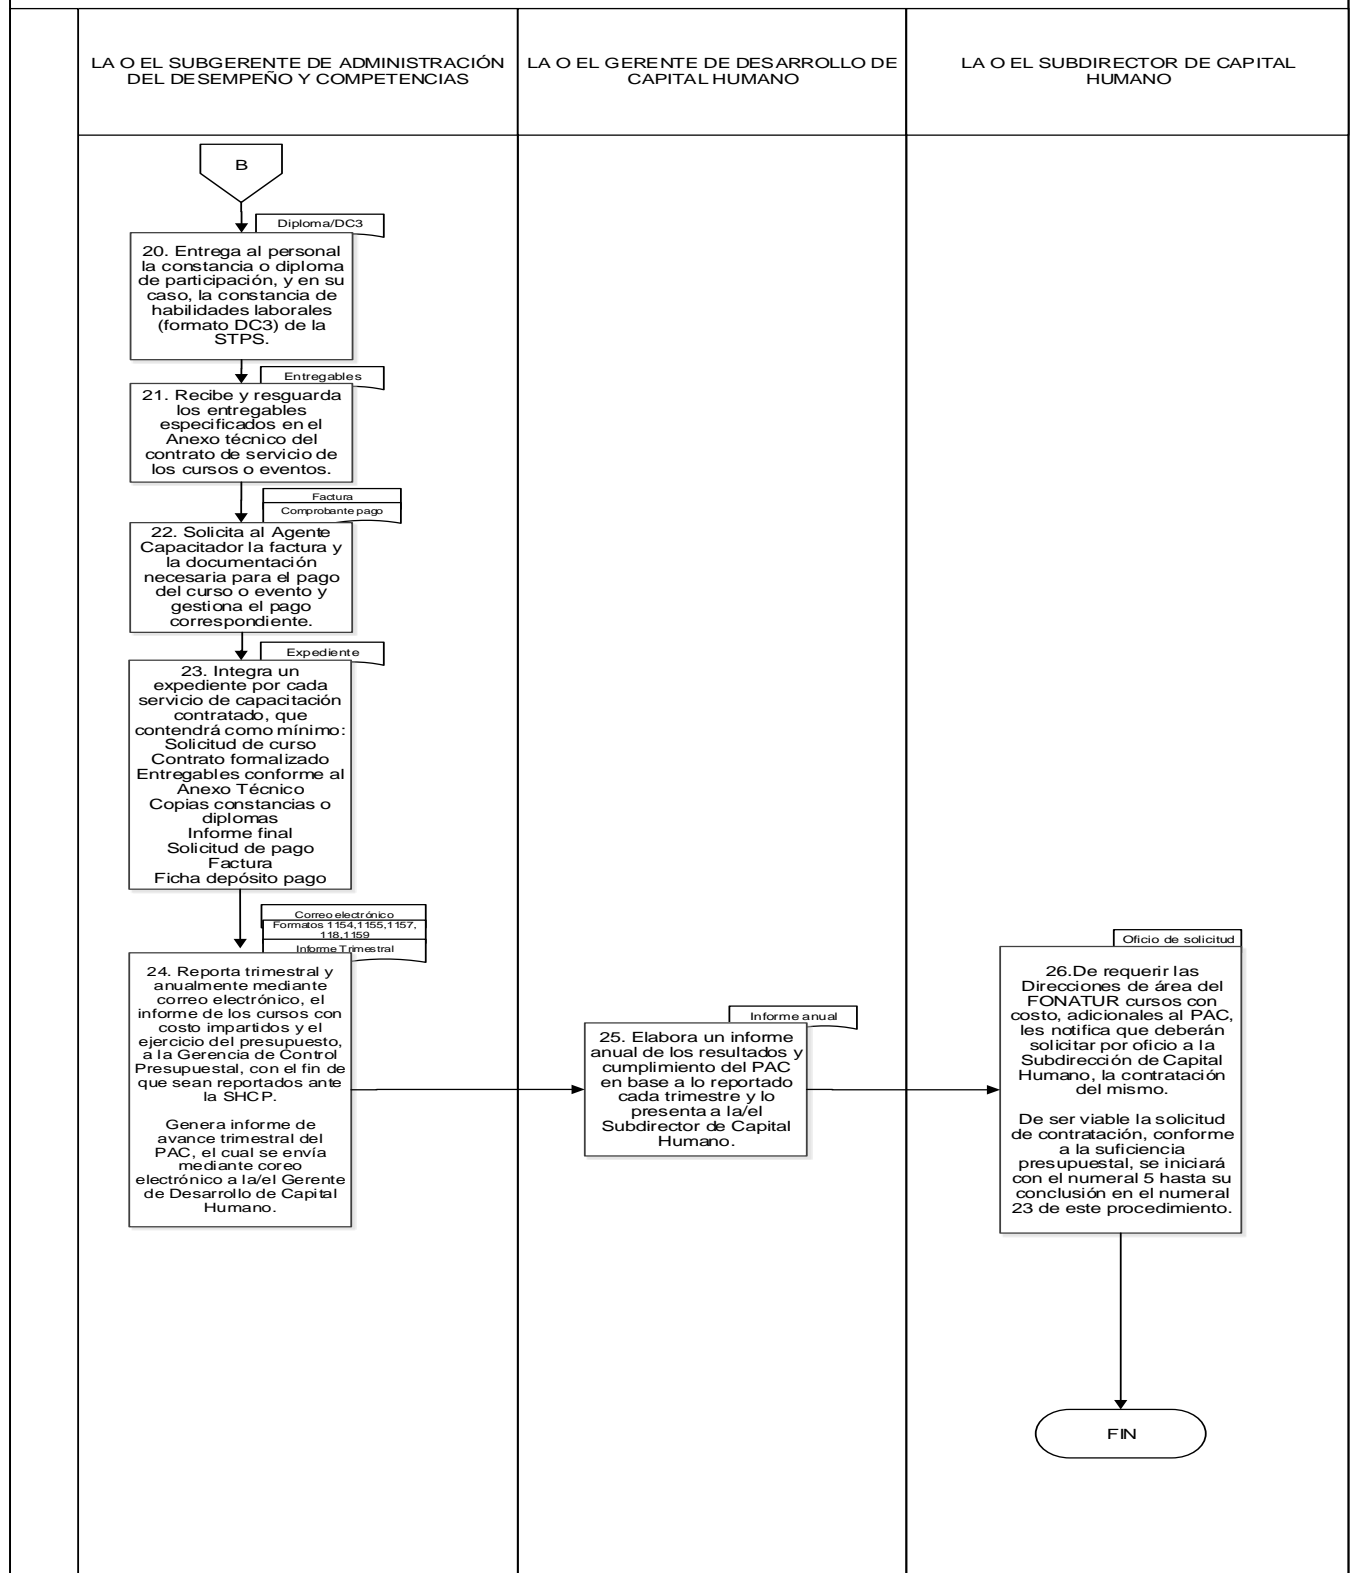 LA O EL SUBGERENTE DE ADMINISTRACIÓN
DEL DESEMPEÑO Y COMPETENCIAS
LA O EL GERENTE DE DESARROLLO DE
CAPITAL HUMANO
LA O EL SUBDIRECTOR DE CAPITAL
HUMANO
B
Diploma/DC3
20. Entrega al personal
la constancia o diploma
de participación, y en su
caso, la constancia de
habilidades laborales
(formato DC3) de la
STPS.
Entregables
21. Recibe y resguarda
los entregables
especificados en el
Anexo técnico del
contrato de servicio de
los cursos o eventos.
Factura
Comprobante pago
22. Solicita al Agente
Capacitador la factura y
la documentación
necesaria para el pago
del curso o evento y
gestiona el pago
correspondiente.
Expediente
23. Integra un
expediente por cada
servicio de capacitación
contratado, que
contendrá como mínimo:
Solicitud de curso
Contrato formalizado
Entregables conforme al
Anexo Técnico
Copias constancias o
diplomas
Informe final
Solicitud de pago
Factura
Ficha depósito pago
Correo electrónico
Formatos 1154,1155,1157,
118,1159
Informe Trimestral
24. Reporta trimestral y
anualmente mediante
correo electrónico, el
informe de los cursos con
costo impartidos y el
ejercicio del presupuesto,
a la Gerencia de Control
Presupuestal, con el fin de
que sean reportados ante
la SHCP.
Genera informe de
avance trimestral del
PAC, el cual se envía
mediante coreo
electrónico a la/el Gerente
de Desarrollo de Capital
Humano.
Informe anual
25. Elabora un informe
anual de los resultados y
cumplimiento del PAC
en base a lo reportado
cada trimestre y lo
presenta a la/el
Subdirector de Capital
Humano.
Oficio de solicitud
26.De requerir las
Direcciones de área del
FONATUR cursos con
costo, adicionales al PAC,
les notifica que deberán
solicitar por oficio a la
Subdirección de Capital
Humano, la contratación
del mismo.
De ser viable la solicitud
de contratación, conforme
a la suficiencia
presupuestal, se iniciará
con el numeral 5 hasta su
conclusión en el numeral
23 de este procedimiento.
FIN